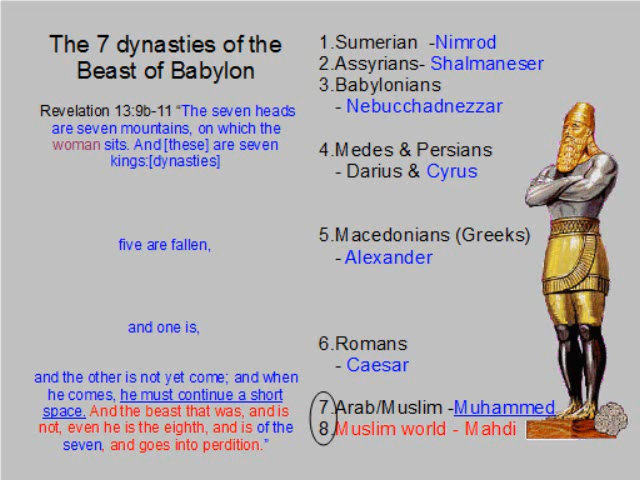 The 7 dynasties of the
Beast of Babylon
Revelation 13:9b-11 “The seven heads
are seven mountains, on which the
woman sits. And [these] are seven
kings:[dynasties]
five are fallen,
and one is,
and the other is not yet come; and when
he comes, he must continue a short
space. And the beast that was, and is
not, even he is the eighth, and is of the
seven, and goes into perdition.”
1.Sumerian -Nimrod
2.Assyrians- Shalmaneser
3.Babylonians
- Nebucchadnezzar
4.Medes & Persians
- Darius & Cyrus
5.Macedonians (Greeks)
- Alexander
6.Romans
- Caesar
7.Arab/Muslim -Muhammed
8.Muslim world - Mahdi